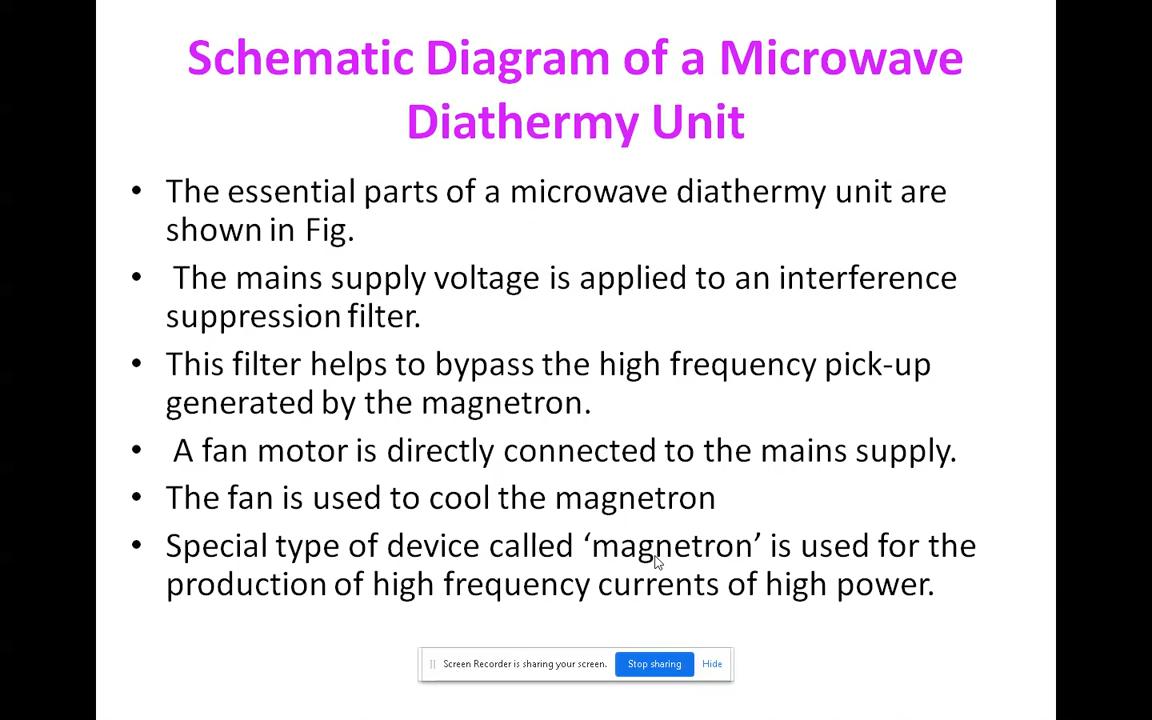 Schematic Diagram of a Microwave
Diathermy Unit
• The essential parts of a microwave diathermy unit are
shown in Fig.
• The mains supply voltage is applied to an interference
suppression filter.
• This filter helps to bypass the high frequency pick-up
generated by the magnetron.
• A fan motor is directly connected to the mains supply.
• The fan is used to cool the magnetron
• Special type of device called ‘magnetron’ is used for the
production of high frequency currents of high power.
Screen Recorder is sharing your screen. Stop sharing Hide